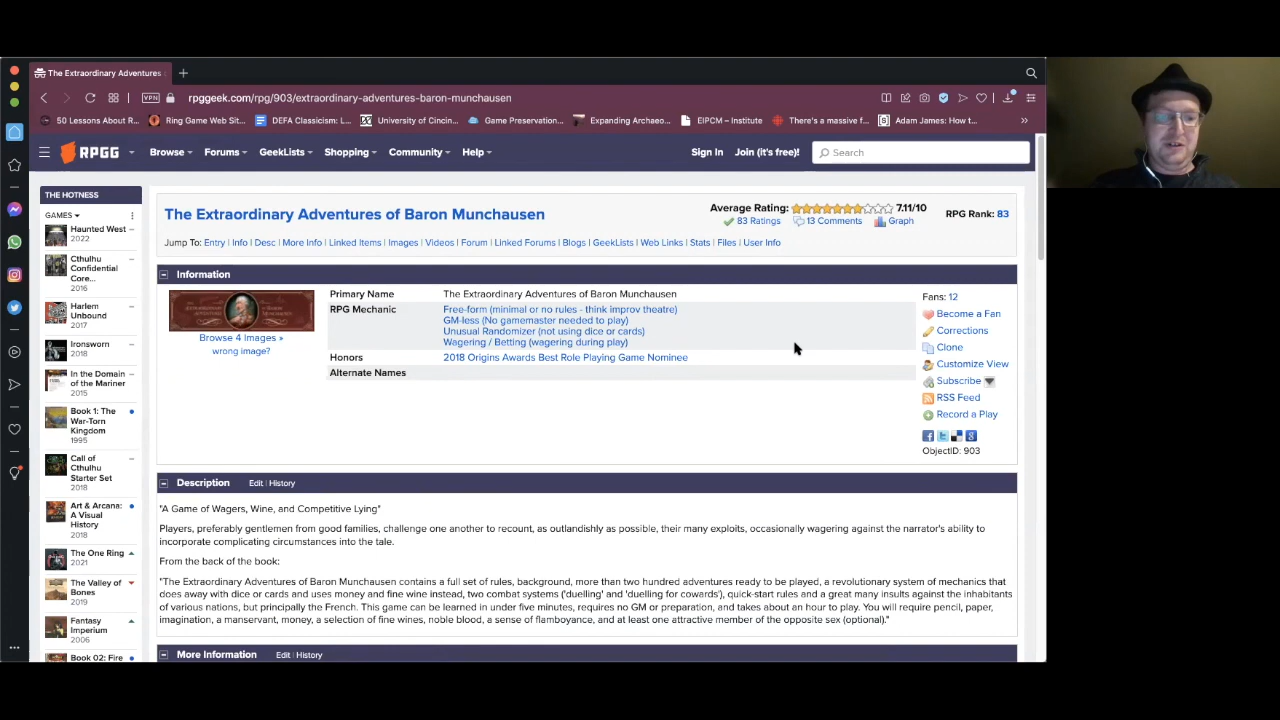 The Extraordinary Adventures
VPN
rpggeek.com/rpg/903/extraordinary-adventures-baron-munchausen
50 Lessons About R... Ring Game Web Sit... DEFA Classicism: I... University of Cincin... Game Preservation... Expanding Archaeo... EIPCM – Institute There's a massive f... Adam James: How t...
RPGG Browse Forums GeekLists Shopping Community Help Sign In Join (it's free!) Search
THE HOTNESS
GAMES
Haunted West
2022
Cthulhu
Confidential
Core...
2016
Harlem
Unbound
2017
Ironsworn
2018
In the Domain
of the Mariner
2015
Book 1: The
War-Torn
Kingdom
1995
Call of
Cthulhu
Starter Set
2018
Art & Arcana:
A Visual
History
2018
The One Ring
2021
The Valley of
Bones
2019
Fantasy
Imperium
2006
Book 02: Fire
The Extraordinary Adventures of Baron Munchausen
Average Rating: 7.11/10 RPG Rank: 83
83 Ratings 13 Comments Graph
Jump To: Entry | Info | Desc | More Info | Linked Items | Images | Videos | Forum | Linked Forums | Blogs | GeekLists | Web Links | Stats | Files | User Info
Information
Browse 4 Images »
wrong image?
Primary Name The Extraordinary Adventures of Baron Munchausen
RPG Mechanic Free-form (minimal or no rules - think improv theatre)
GM-less (No gamemaster needed to play)
Unusual Randomizer (not using dice or cards)
Wagering / Betting (wagering during play)
Honors 2018 Origins Awards Best Role Playing Game Nominee
Alternate Names
Fans: 12
Become a Fan
Corrections
Clone
Customize View
Subscribe
RSS Feed
Record a Play
ObjectID: 903
Description Edit | History
"A Game of Wagers, Wine, and Competitive Lying"
Players, preferably gentlemen from good families, challenge one another to recount, as outlandishly as possible, their many exploits, occasionally wagering against the narrator's ability to
incorporate complicating circumstances into the tale.
From the back of the book:
"The Extraordinary Adventures of Baron Munchausen contains a full set of rules, background, more than two hundred adventures ready to be played, a revolutionary system of mechanics that
does away with dice or cards and uses money and fine wine instead, two combat systems ('duelling' and 'duelling for cowards'), quick-start rules and a great many insults against the inhabitants
of various nations, but principally the French. This game can be learned in under five minutes, requires no GM or preparation, and takes about an hour to play. You will require pencil, paper,
imagination, a manservant, money, a selection of fine wines, noble blood, a sense of flamboyance, and at least one attractive member of the opposite sex (optional)."
More Information Edit | History